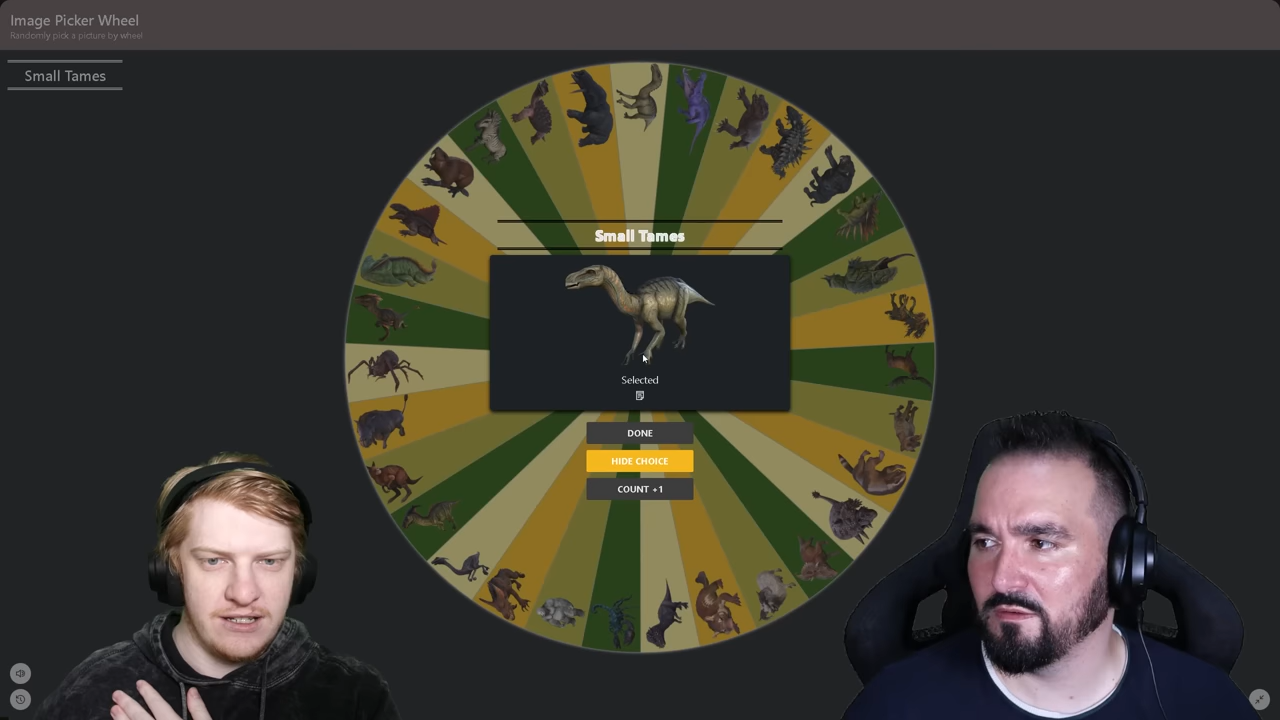 Image Picker Wheel
Randomly pick a picture by wheel
Small Tames
Small Tames
Selected
DONE
HIDE CHOICE
COUNT +1